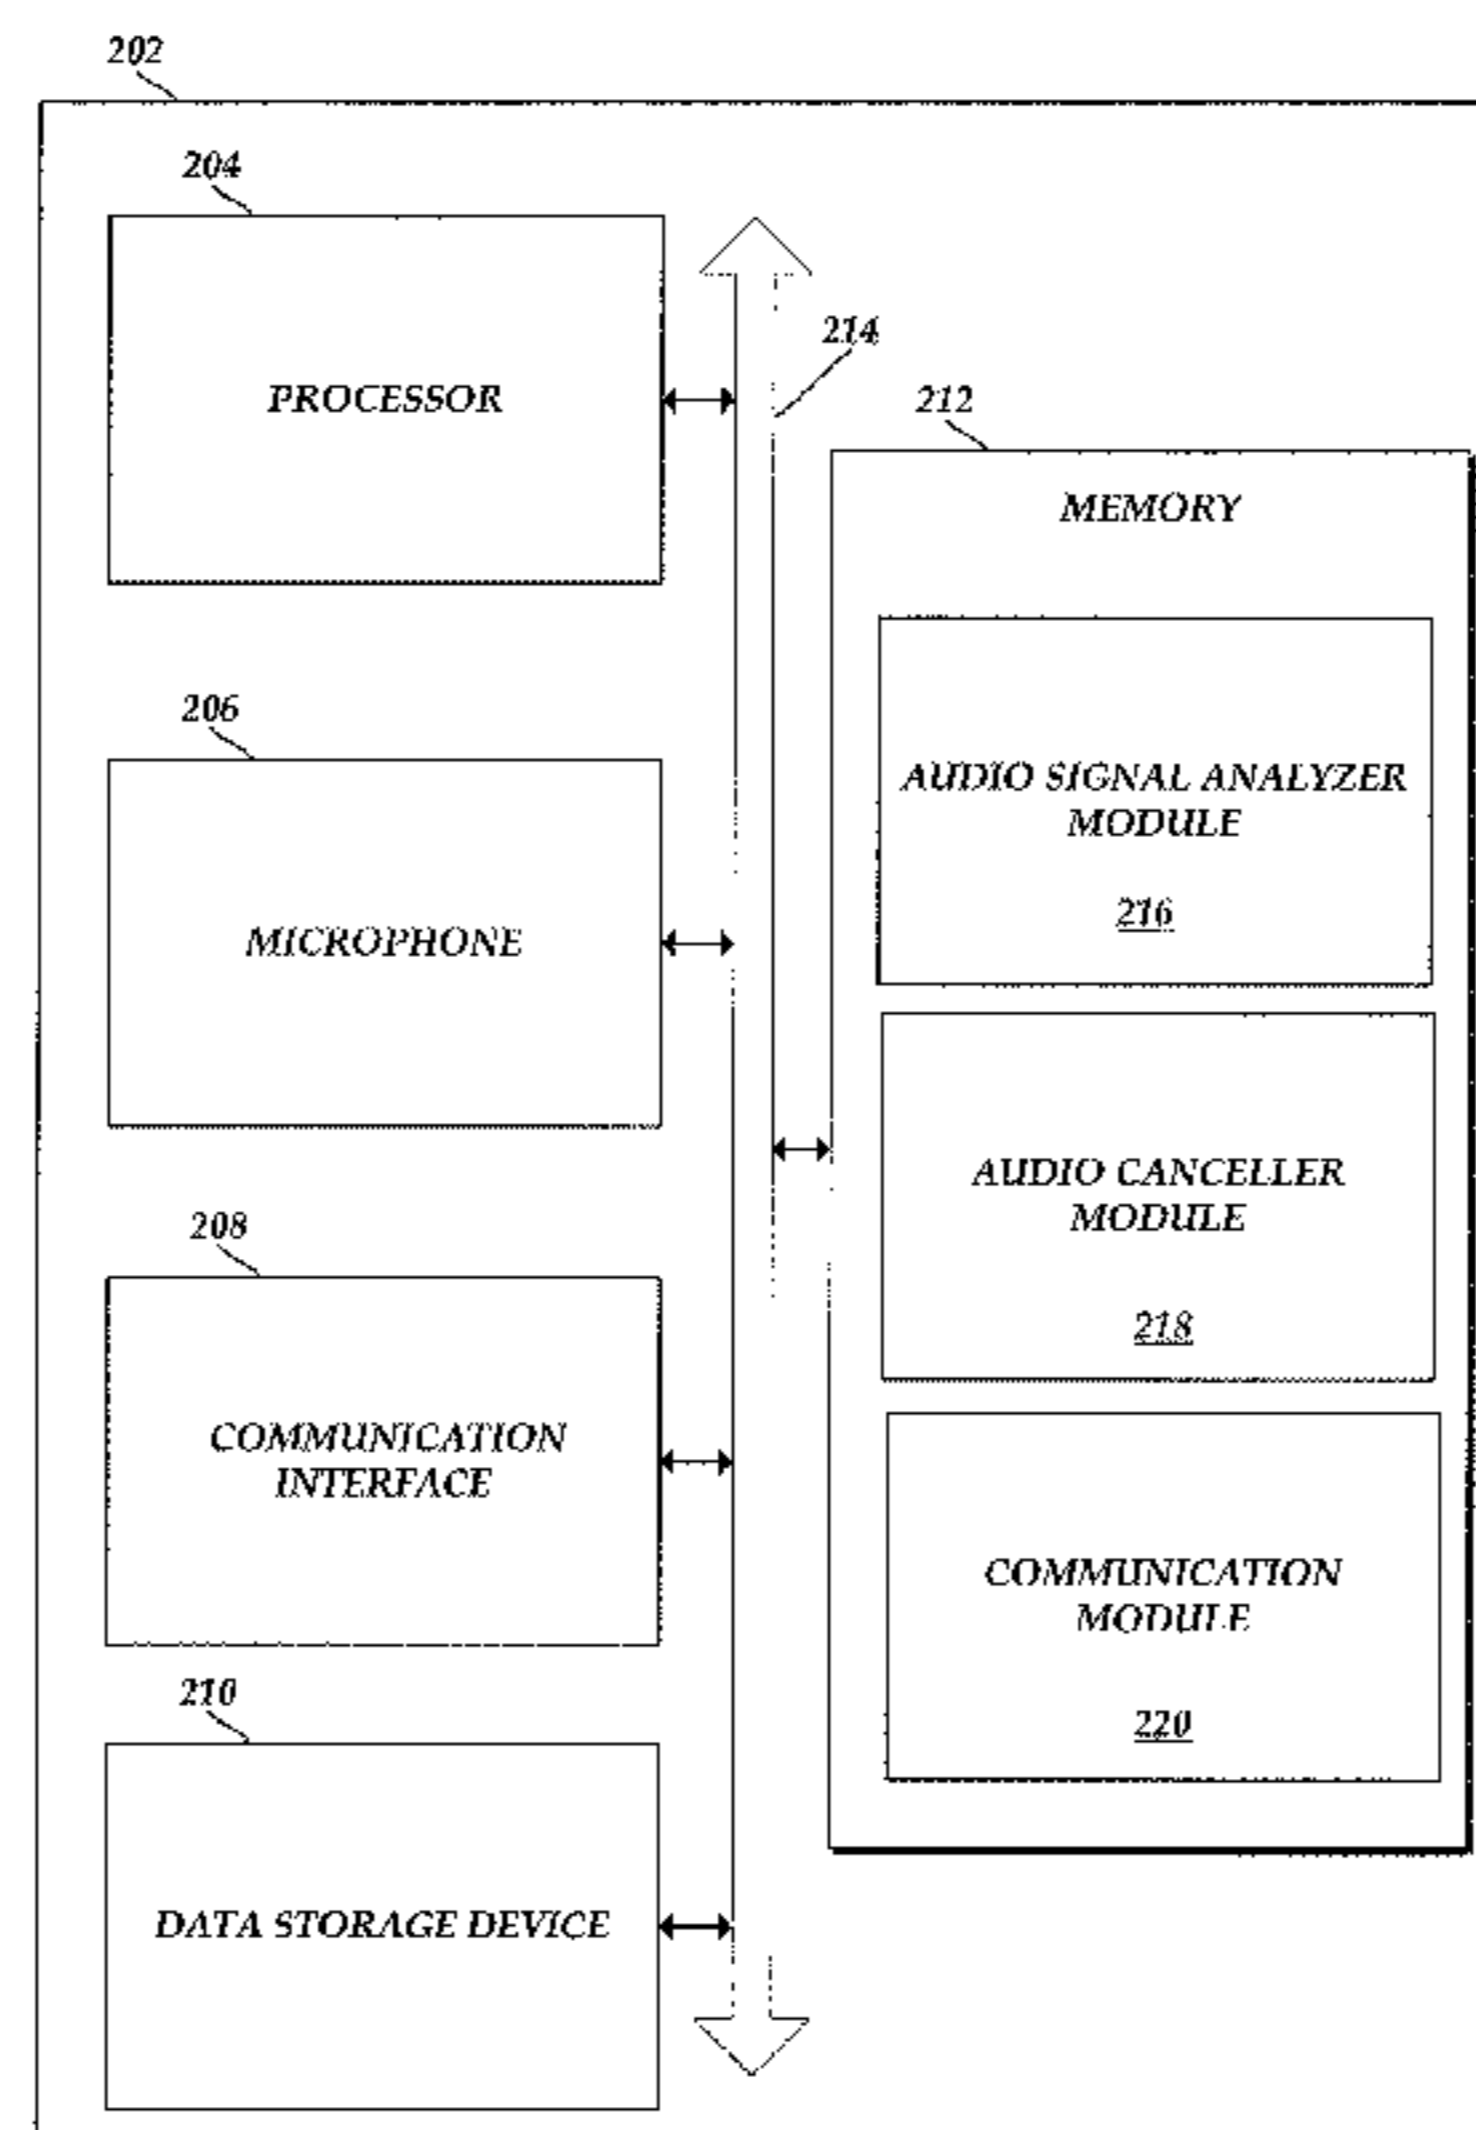 202
204
PROCESSOR
214
212
MEMORY
206
MICROPHONE
AUDIO SIGNAL ANALYZER
MODULE
216
208
COMMUNICATION
INTERFACE
AUDIO CANCELLER
MODULE
218
210
DATA STORAGE DEVICE
COMMUNICATION
MODULE
220